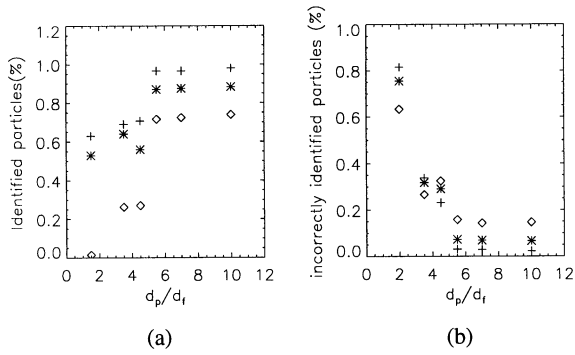 (a)
Identified particles(%)
1.2
1.0
0.8
0.6
0.4
0.2
0.0
0 2 4 6 8 10 12
dp/df
(a)
(b)
incorrectly identified particles (%)
1.0
0.8
0.6
0.4
0.2
0.0
0 2 4 6 8 10 12
dp/df
(b)